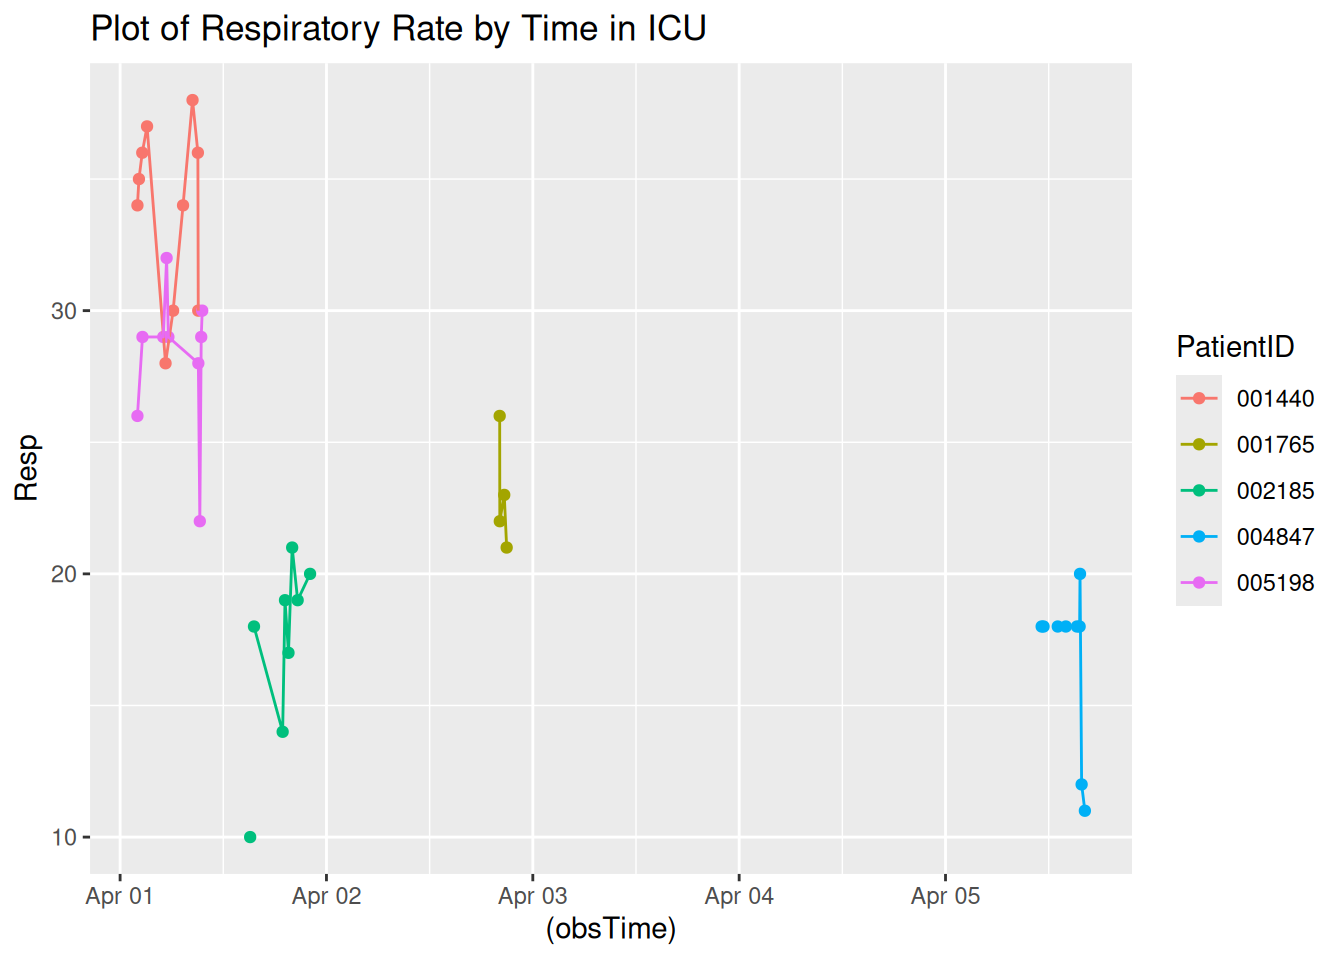 Plot of Respiratory Rate by Time in ICU
Resp
30
20
10
Apr 01
Apr 02
Apr 03
Apr 04
Apr 05
(obsTime)
PatientID
001440
001765
002185
004847
005198